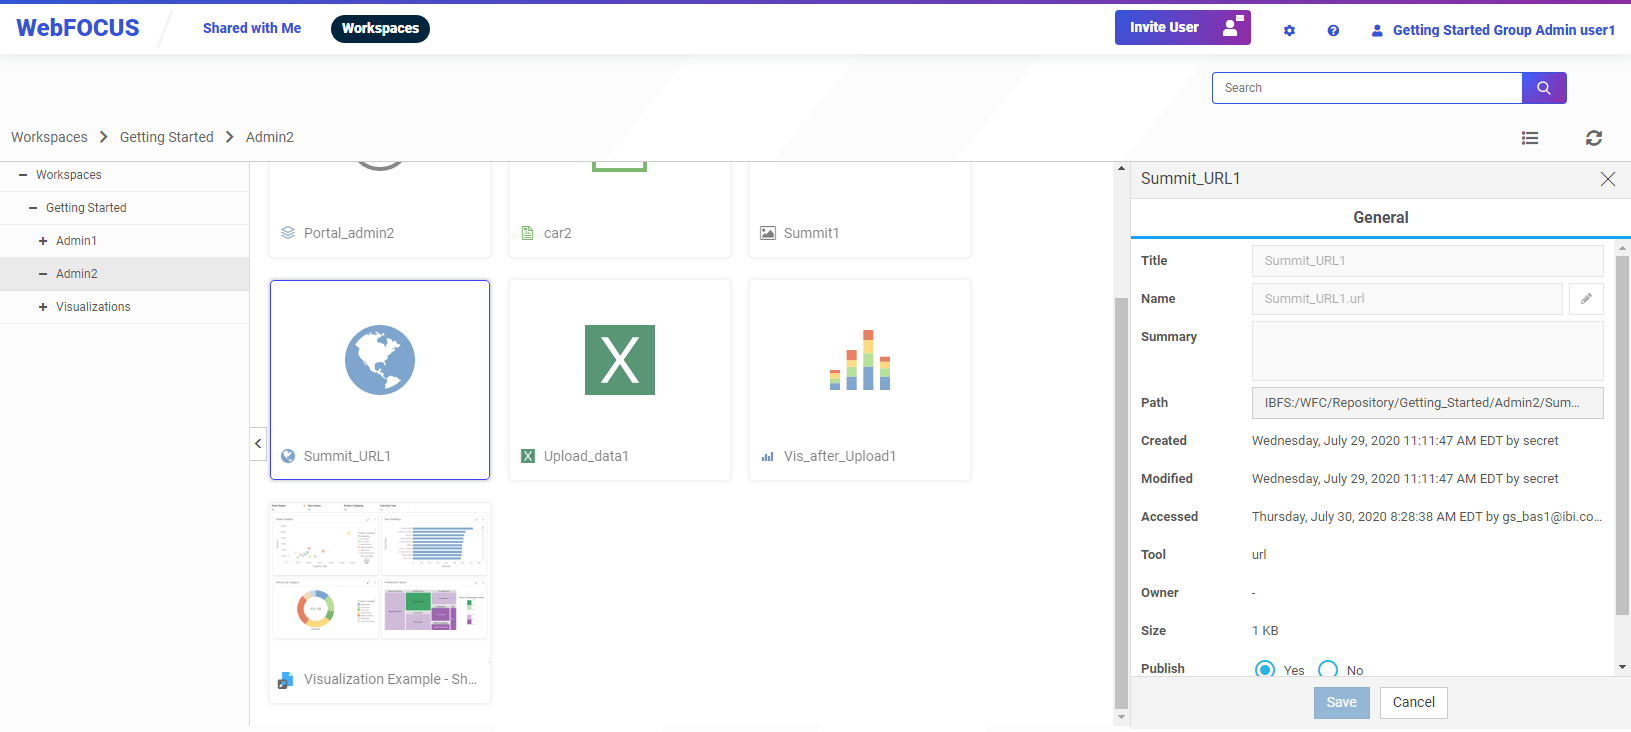 WebFOCUS
Shared with Me
Workspaces
Invite User
Getting Started Group Admin user1
Search
Workspaces > Getting Started > Admin2
Workspaces
Getting Started
Admin1
Admin2
Visualizations
Portal_admin2
car2
Summit1
Summit_URL1
Upload_data1
Vis_after_Upload1
Visualization Example - Sh...
Summit_URL1
General
Title Summit_URL1
Name Summit_URL1.url
Summary
Path IBFS:/WFC/Repository/Getting_Started/Admin2/Sum...
Created Wednesday, July 29, 2020 11:11:47 AM EDT by secret
Modified Wednesday, July 29, 2020 11:11:47 AM EDT by secret
Accessed Thursday, July 30, 2020 8:28:38 AM EDT by gs_bas1@ibi.co...
Tool url
Owner -
Size 1 KB
Publish Yes No
Save Cancel